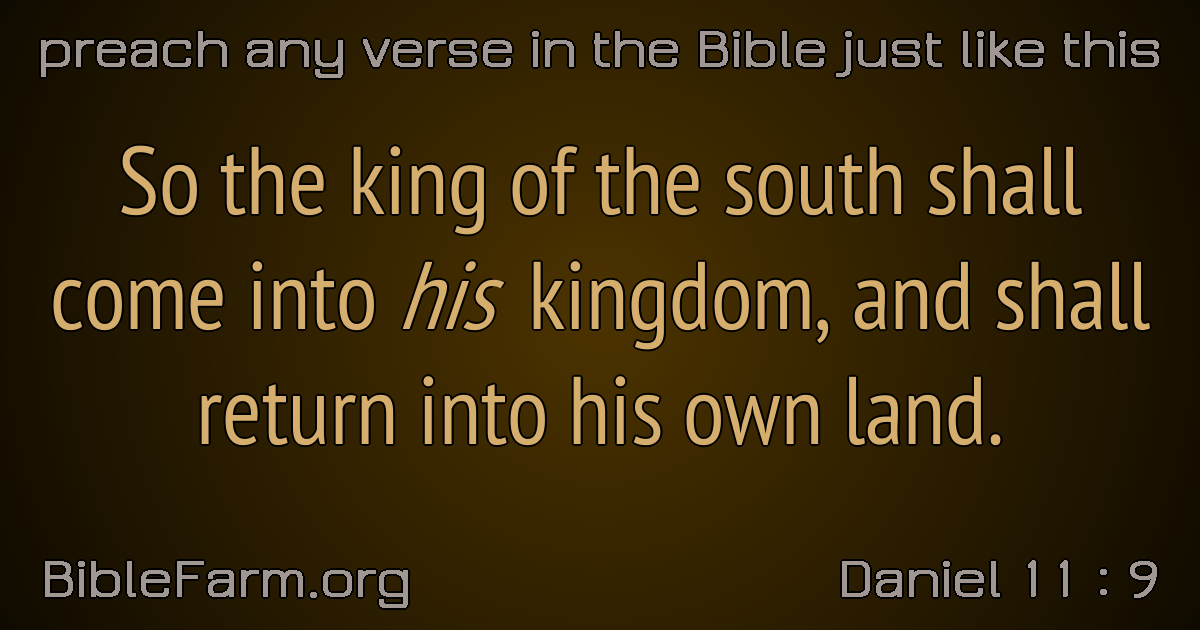 preach any verse in the Bible just like this
So the king of the south shall
come into his kingdom, and shall
return into his own land.
BibleFarm.org
Daniel 11 : 9